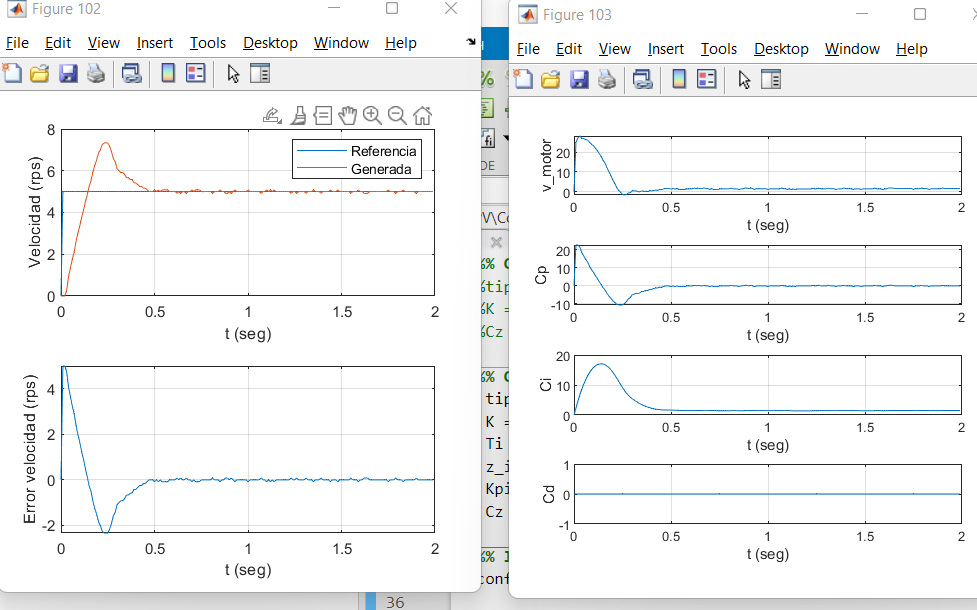 Figure 102
File Edit View Insert Tools Desktop Window Help
Referencia
Generada
Velocidad (rps)
8
6
4
2
0
0 0.5 1 1.5 2
t (seg)
Error velocidad (rps)
4
2
0
-2
0 0.5 1 1.5 2
t (seg)
Figure 103
File Edit View Insert Tools Desktop Window Help
v_motor
20
10
0
0 0.5 1 1.5 2
t (seg)
Cp
20
10
0
-10
0 0.5 1 1.5 2
t (seg)
Ci
20
10
0
0 0.5 1 1.5 2
t (seg)
Cd
1
0
-1
0 0.5 1 1.5 2
t (seg)
%
fi
DE
V\Co
%% C
%tip
%K =
%Cz
%% C
tip
K =
Ti
z_i
Kpi
Cz
%% I
conf
36